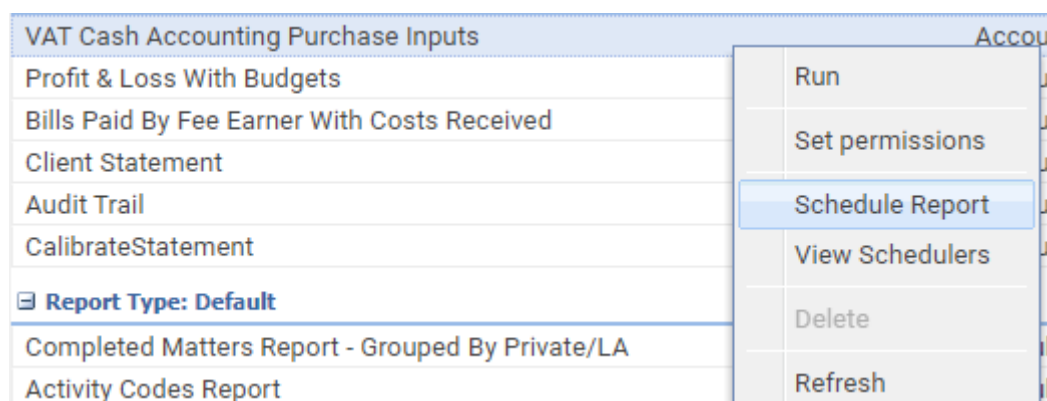 VAT Cash Accounting Purchase Inputs
Profit & Loss With Budgets
Bills Paid By Fee Earner With Costs Received
Client Statement
Audit Trail
CalibrateStatement
Report Type: Default
Completed Matters Report - Grouped By Private/LA
Activity Codes Report
Accou
Run
Set permissions
Schedule Report
View Schedulers
Delete
Refresh